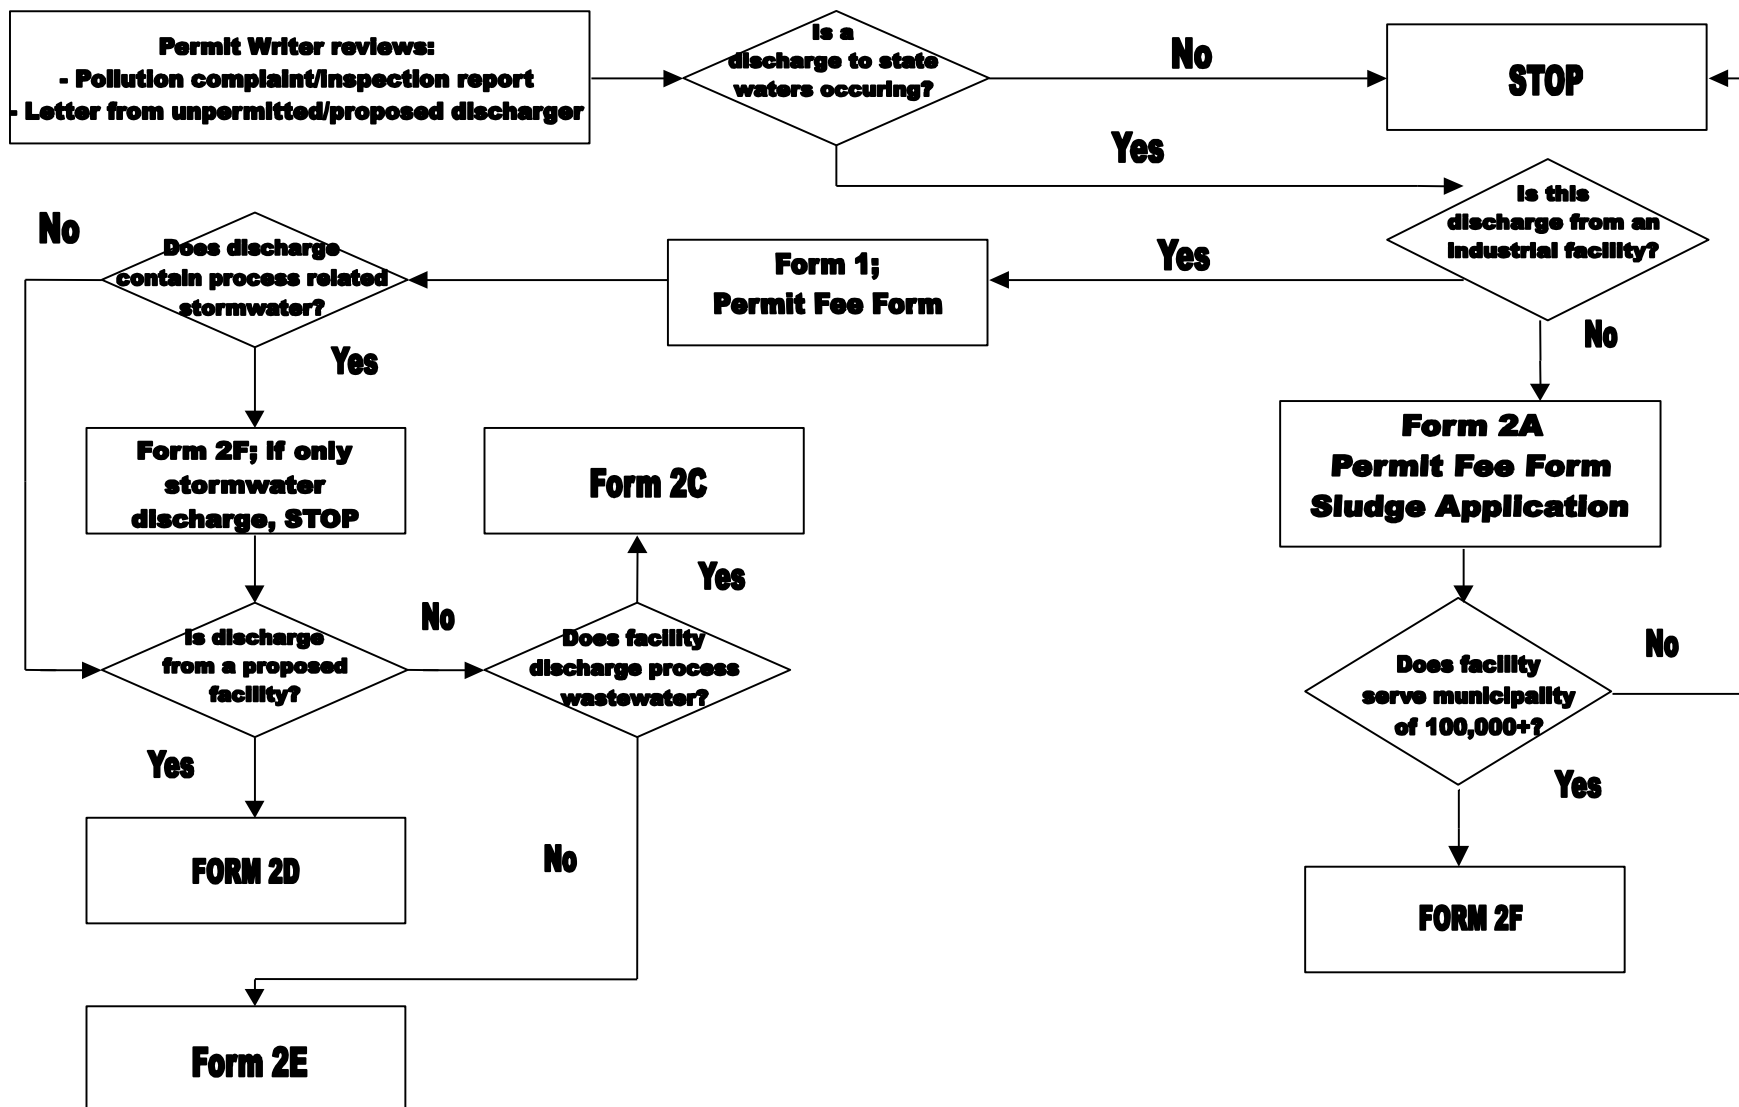 Permit Writer reviews:
- Pollution complaint/inspection report
- Letter from unpermitted/proposed discharger
Is a
discharge to state
waters occuring?
No
STOP
Yes
Is this
discharge from an
industrial facility?
Yes
No
Form 1;
Permit Fee Form
No
Does discharge
contain process related
stormwater?
Yes
Form 2F; if only
stormwater
discharge, STOP
Form 2C
Yes
Form 2A
Permit Fee Form
Sludge Application
Is discharge
from a proposed
facility?
No
Does facility
discharge process
wastewater?
Does facility
serve municipality
of 100,000+?
No
Yes
Yes
FORM 2D
No
FORM 2F
Form 2E